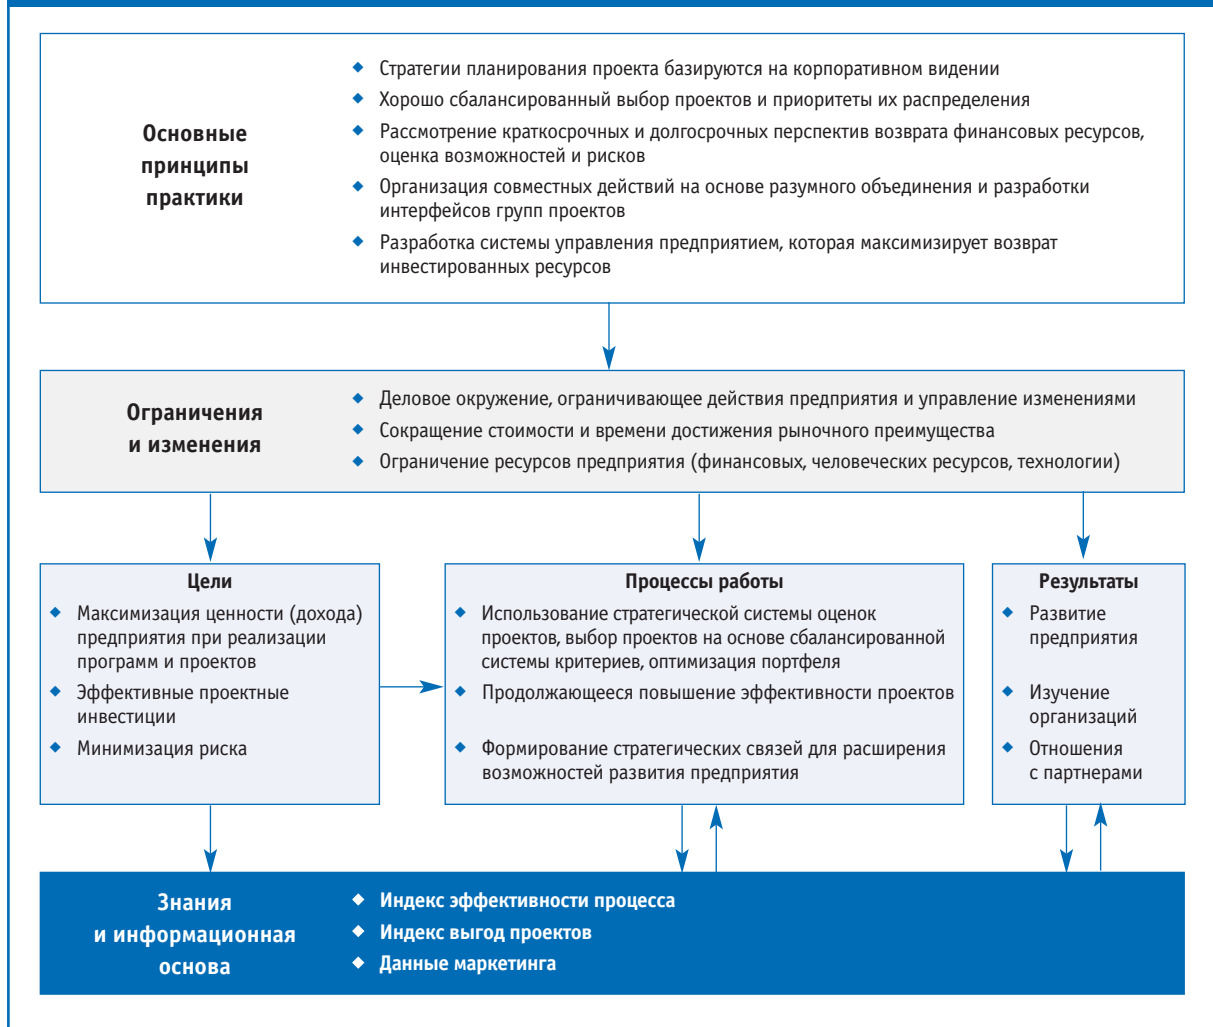 Основные
принципы
практики
Стратегии планирования проекта базируются на корпоративном видении
Хорошо сбалансированный выбор проектов и приоритеты их распределения
Рассмотрение краткосрочных и долгосрочных перспектив возврата финансовых ресурсов,
оценка возможностей и рисков
Организация совместных действий на основе разумного объединения и разработки
интерфейсов групп проектов
Разработка системы управления предприятием, которая максимизирует возврат
инвестированных ресурсов
Ограничения
и изменения
Деловое окружение, ограничивающее действия предприятия и управление изменениями
Сокращение стоимости и времени достижения рыночного преимущества
Ограничение ресурсов предприятия (финансовых, человеческих ресурсов, технологии)
Цели
Максимизация ценности (дохода)
предприятия при реализации
программ и проектов
Эффективные проектные
инвестиции
Минимизация риска
Процессы работы
Использование стратегической системы оценок
проектов, выбор проектов на основе сбалансированной
системы критериев, оптимизация портфеля
Продолжающееся повышение эффективности проектов
Формирование стратегических связей для расширения
возможностей развития предприятия
Результаты
Развитие
предприятия
Изучение
организаций
Отношения
с партнерами
Знания
и информационная
основа
Индекс эффективности процесса
Индекс выгод проектов
Данные маркетинга